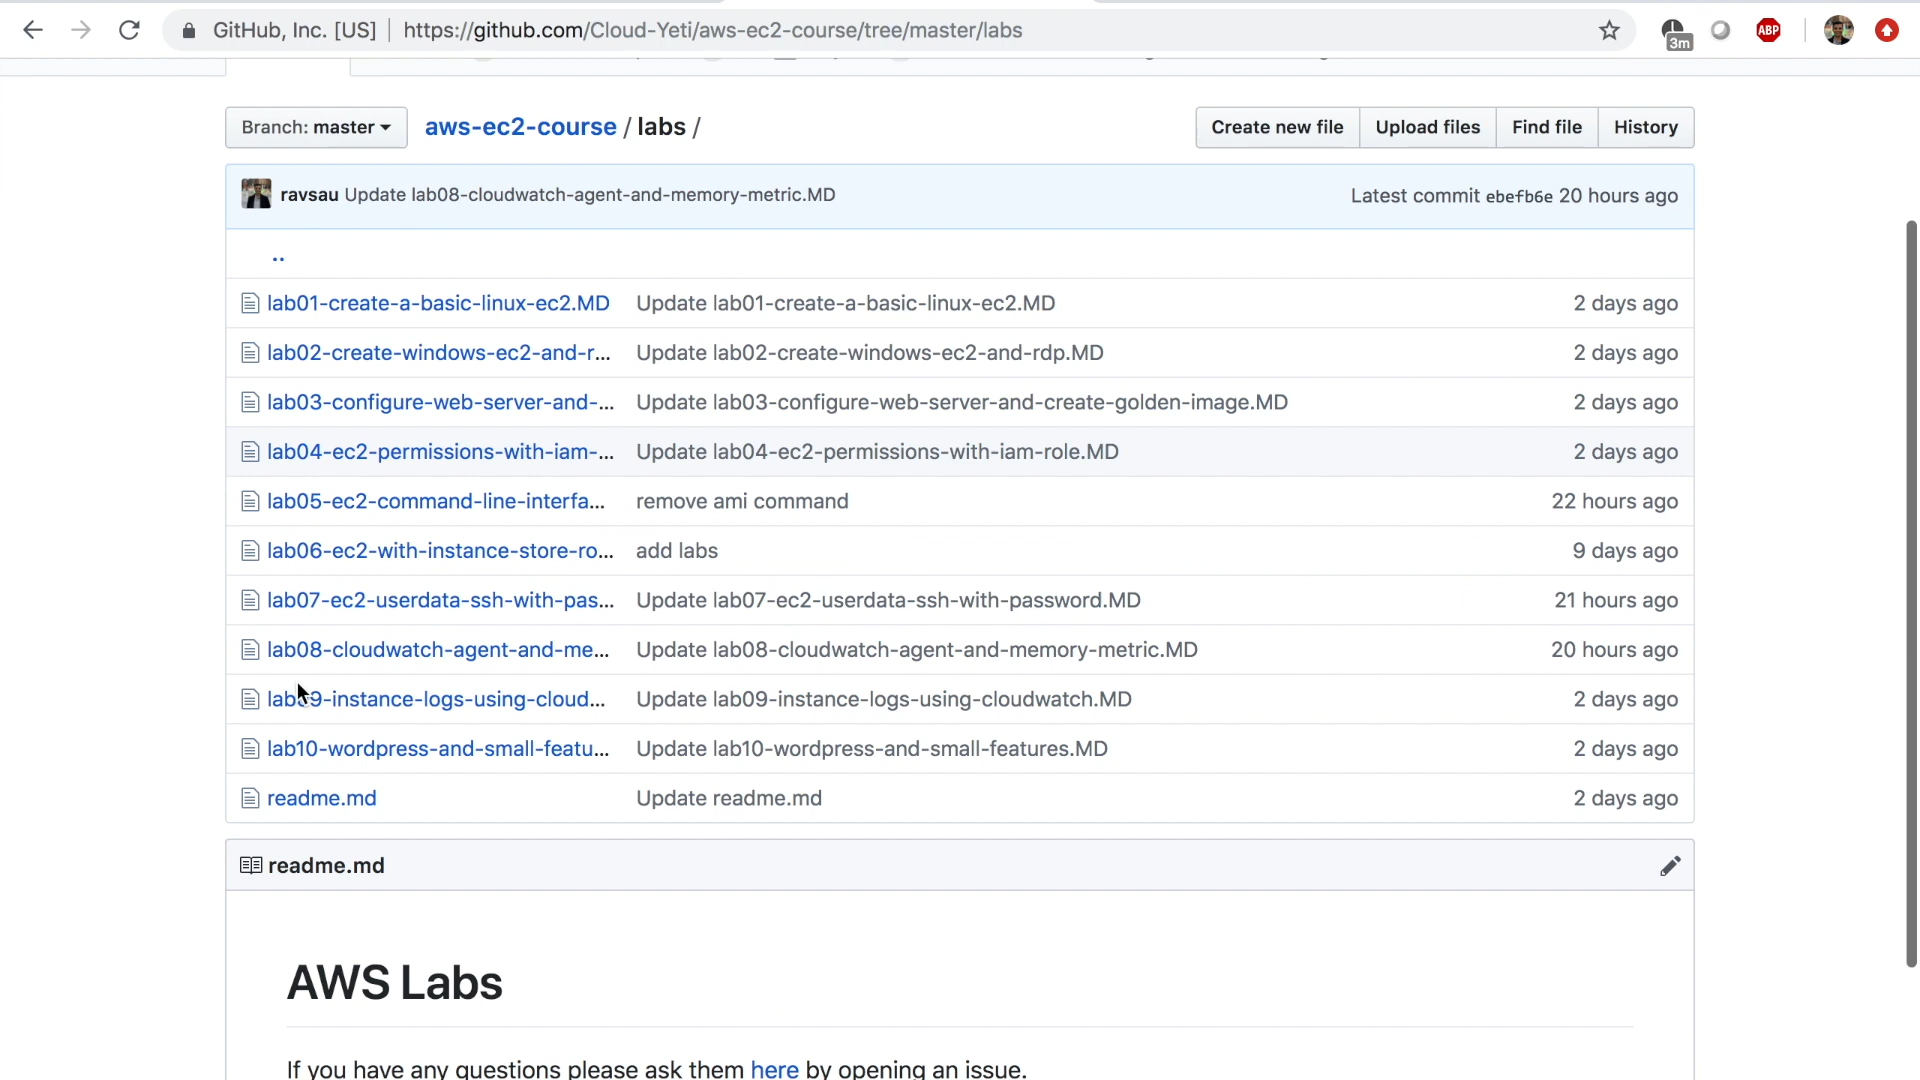 GitHub, Inc. [US] | https://github.com/Cloud-Yeti/aws-ec2-course/tree/master/labs
3m
ABP
Branch: master
aws-ec2-course / labs /
Create new file
Upload files
Find file
History
ravsau Update lab08-cloudwatch-agent-and-memory-metric.MD
Latest commit ebefb6e 20 hours ago
..
lab01-create-a-basic-linux-ec2.MD Update lab01-create-a-basic-linux-ec2.MD 2 days ago
lab02-create-windows-ec2-and-r... Update lab02-create-windows-ec2-and-rdp.MD 2 days ago
lab03-configure-web-server-and-... Update lab03-configure-web-server-and-create-golden-image.MD 2 days ago
lab04-ec2-permissions-with-iam-... Update lab04-ec2-permissions-with-iam-role.MD 2 days ago
lab05-ec2-command-line-interfa... remove ami command 22 hours ago
lab06-ec2-with-instance-store-ro... add labs 9 days ago
lab07-ec2-userdata-ssh-with-pas... Update lab07-ec2-userdata-ssh-with-password.MD 21 hours ago
lab08-cloudwatch-agent-and-me... Update lab08-cloudwatch-agent-and-memory-metric.MD 20 hours ago
lab09-instance-logs-using-cloud... Update lab09-instance-logs-using-cloudwatch.MD 2 days ago
lab10-wordpress-and-small-featu... Update lab10-wordpress-and-small-features.MD 2 days ago
readme.md Update readme.md 2 days ago
readme.md
AWS Labs
If you have any questions please ask them here by opening an issue.